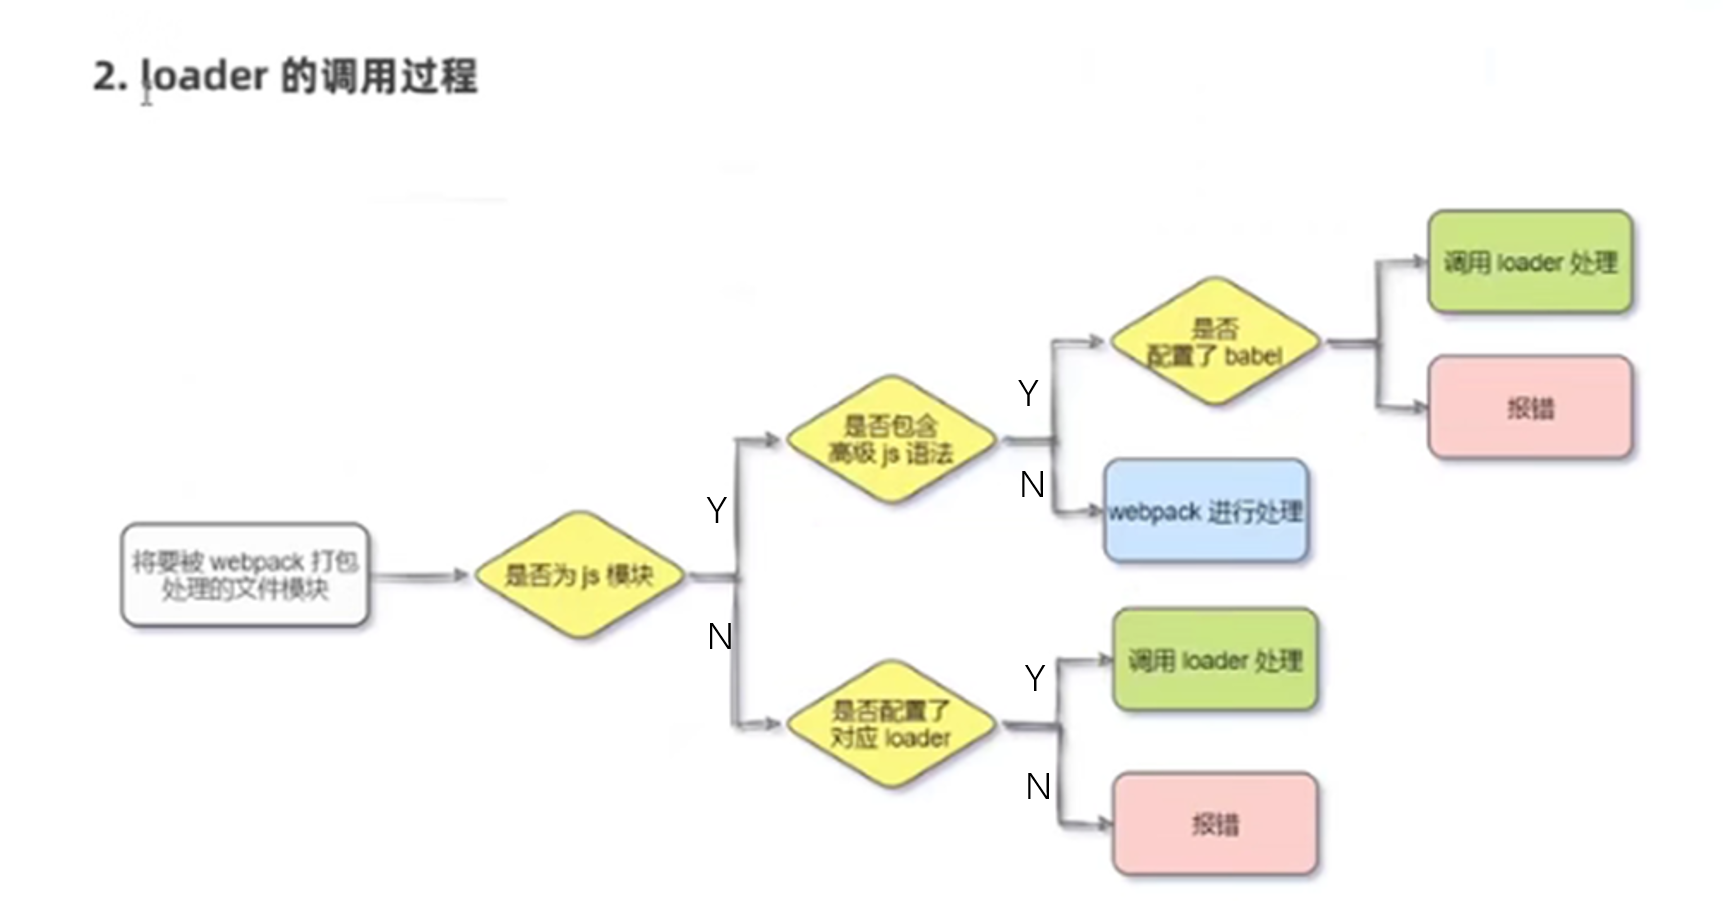 2. loader 的调用过程
将要被 webpack 打包
处理的文件模块
是否为 js 模块
Y
N
是否包含
高级 js 语法
Y
N
是否
配置了 babel
调用 loader 处理
报错
webpack 进行处理
是否配置了
对应 loader
Y
N
调用 loader 处理
报错